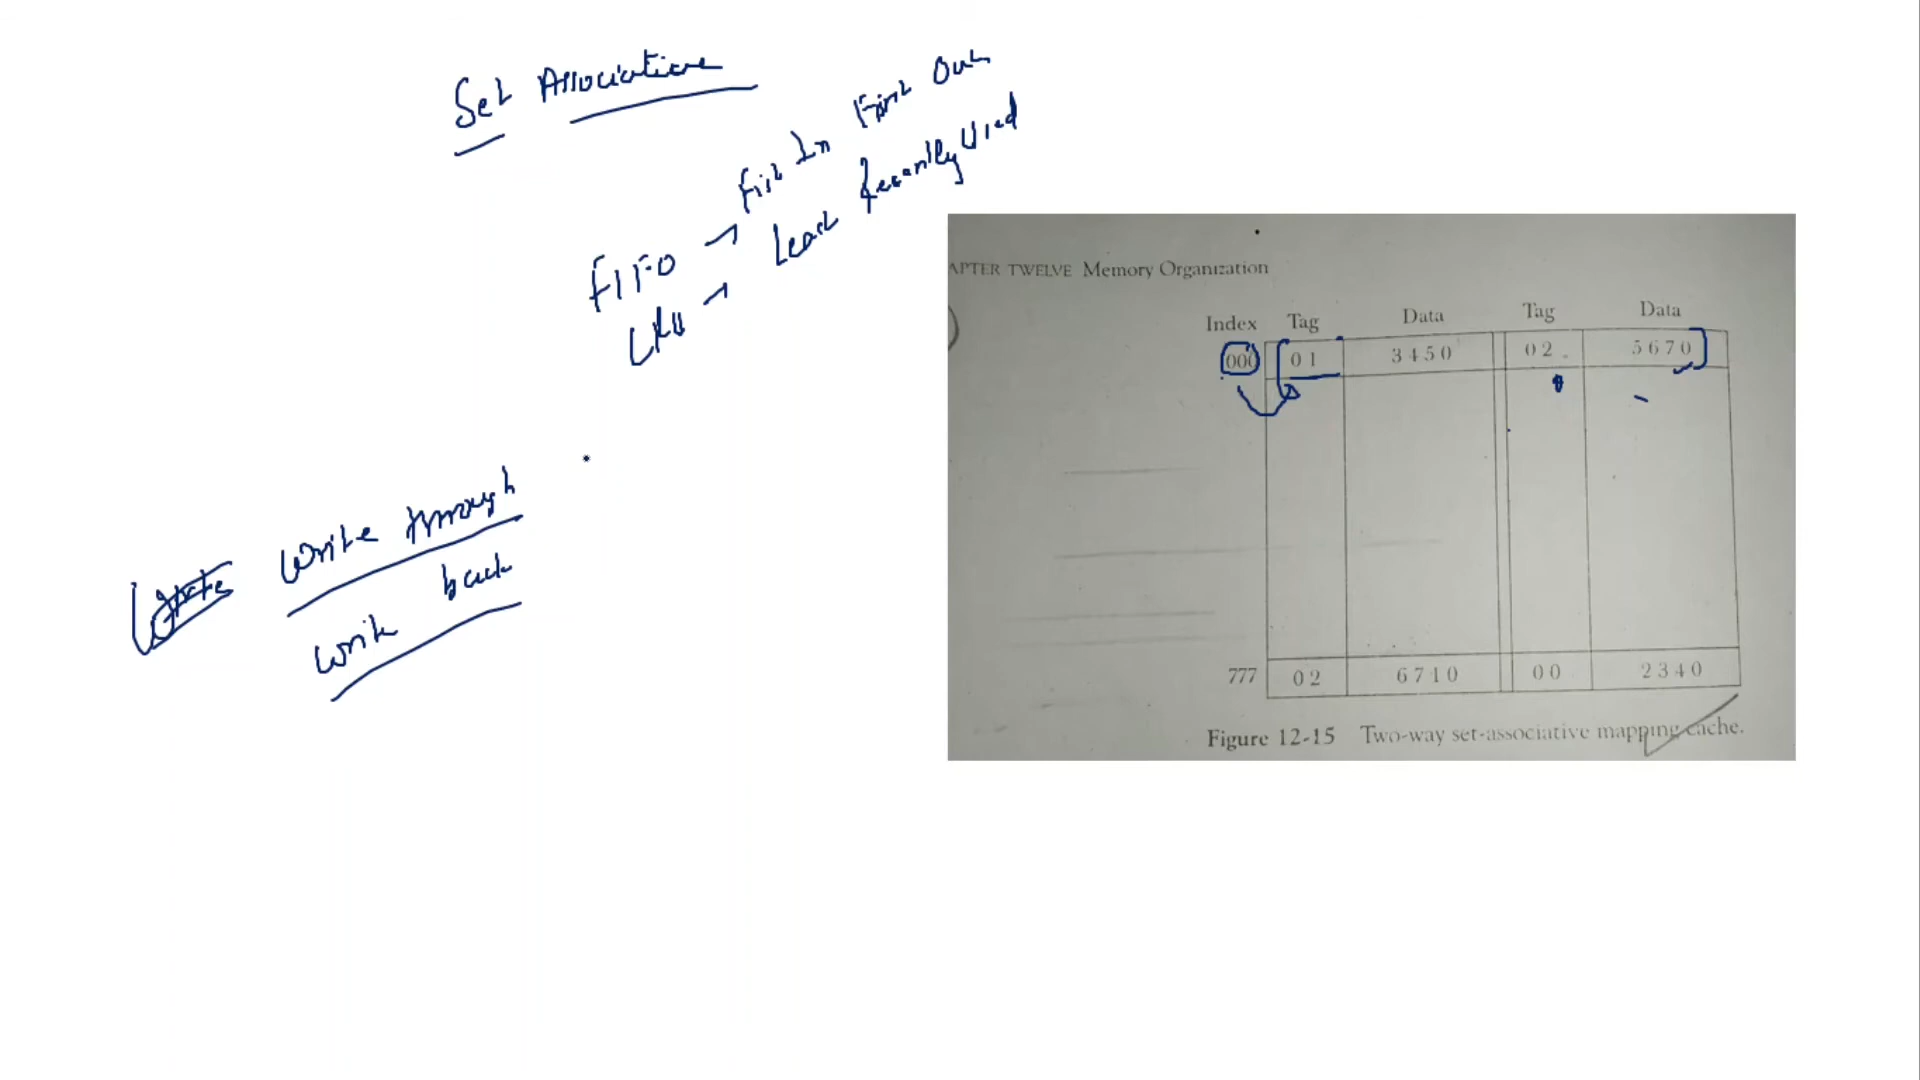 Set Associative
FIFO → First In First Out
LRU → Least Recently Used
Write through
Write back
APTER TWELVE Memory Organization
Index Tag Data Tag Data
000 01 3450 02 5670
777 02 6710 00 2340
Figure 12-15 Two-way set-associative mapping cache.